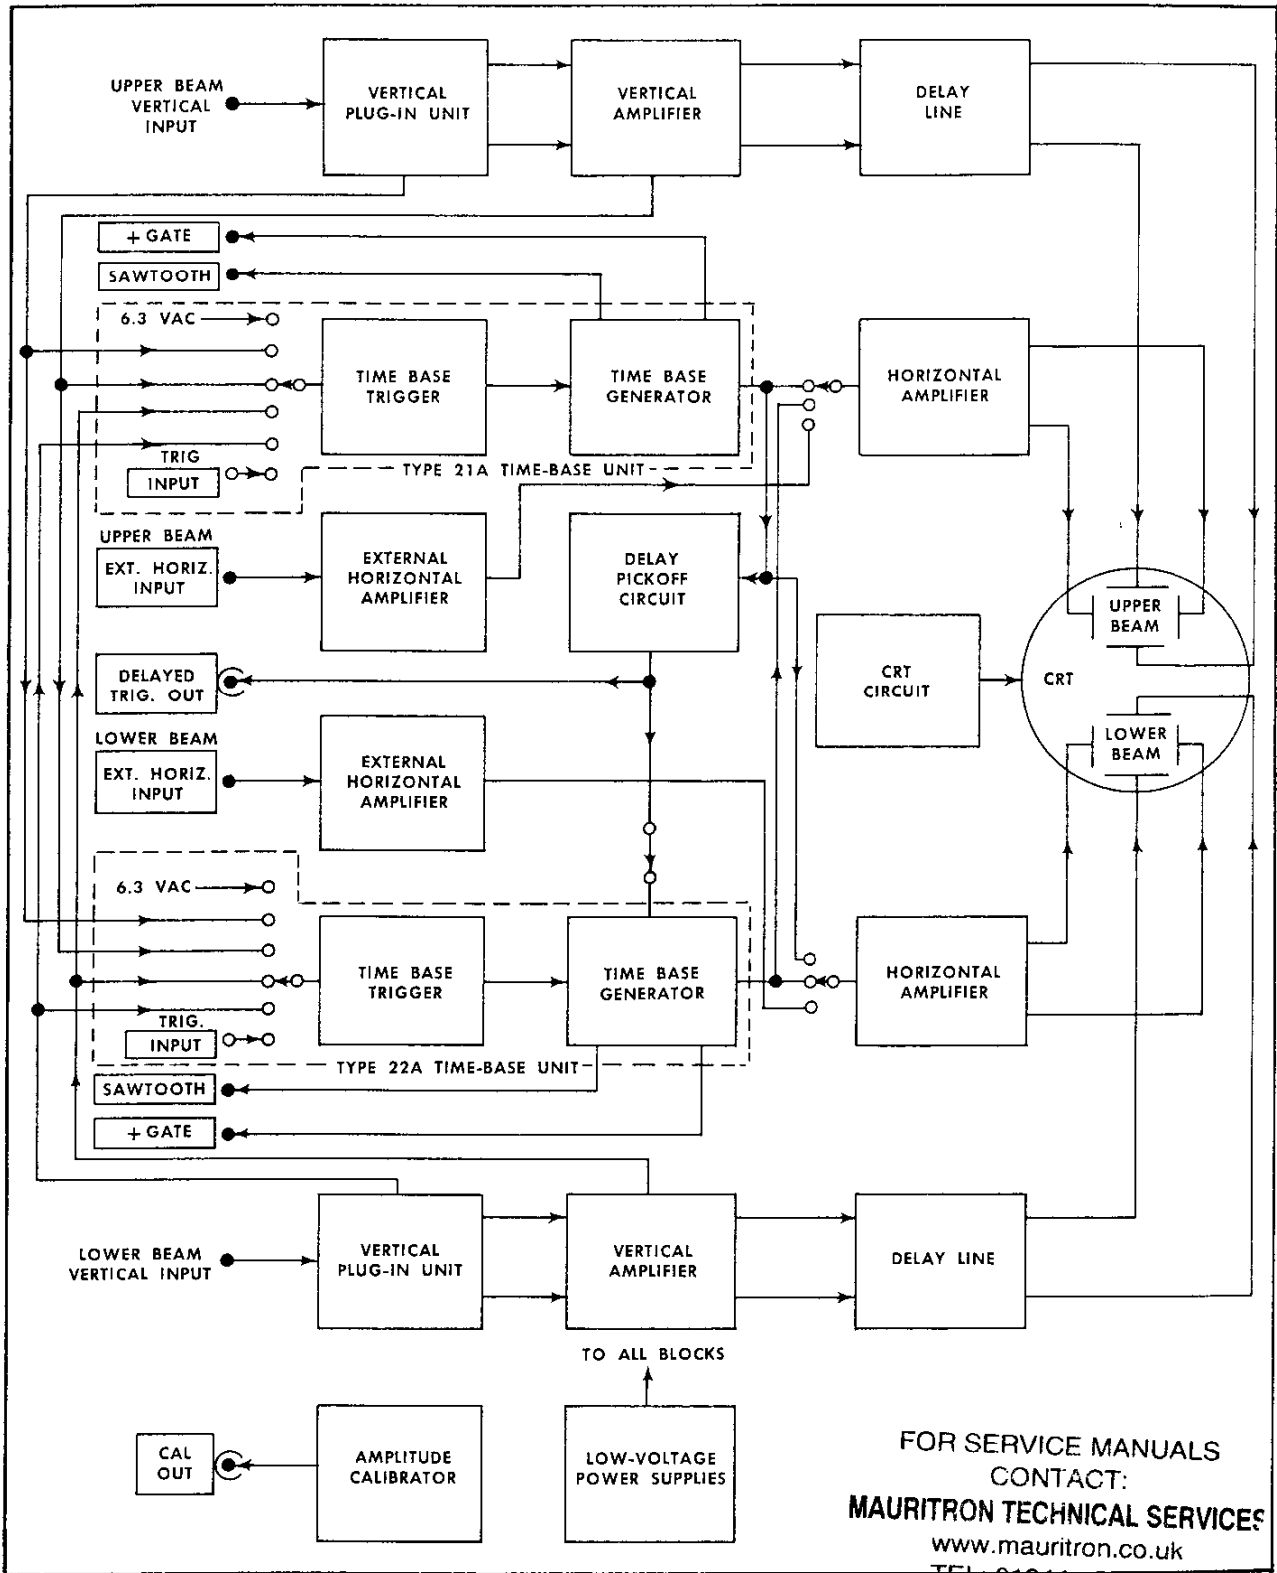 UPPER BEAM
VERTICAL
INPUT
VERTICAL
PLUG-IN UNIT
VERTICAL
AMPLIFIER
DELAY
LINE
+ GATE
SAWTOOTH
6.3 VAC
TIME BASE
TRIGGER
TIME BASE
GENERATOR
HORIZONTAL
AMPLIFIER
TRIG
INPUT
TYPE 21A TIME-BASE UNIT
UPPER BEAM
EXT. HORIZ.
INPUT
EXTERNAL
HORIZONTAL
AMPLIFIER
DELAY
PICKOFF
CIRCUIT
UPPER
BEAM
DELAYED
TRIG. OUT
CRT
CIRCUIT
CRT
LOWER BEAM
EXT. HORIZ.
INPUT
EXTERNAL
HORIZONTAL
AMPLIFIER
LOWER
BEAM
6.3 VAC
TIME BASE
TRIGGER
TIME BASE
GENERATOR
HORIZONTAL
AMPLIFIER
TRIG.
INPUT
TYPE 22A TIME-BASE UNIT
SAWTOOTH
+ GATE
LOWER BEAM
VERTICAL INPUT
VERTICAL
PLUG-IN UNIT
VERTICAL
AMPLIFIER
DELAY LINE
TO ALL BLOCKS
CAL
OUT
AMPLITUDE
CALIBRATOR
LOW-VOLTAGE
POWER SUPPLIES
FOR SERVICE MANUALS
CONTACT:
MAURITRON TECHNICAL SERVICES
www.mauritron.co.uk